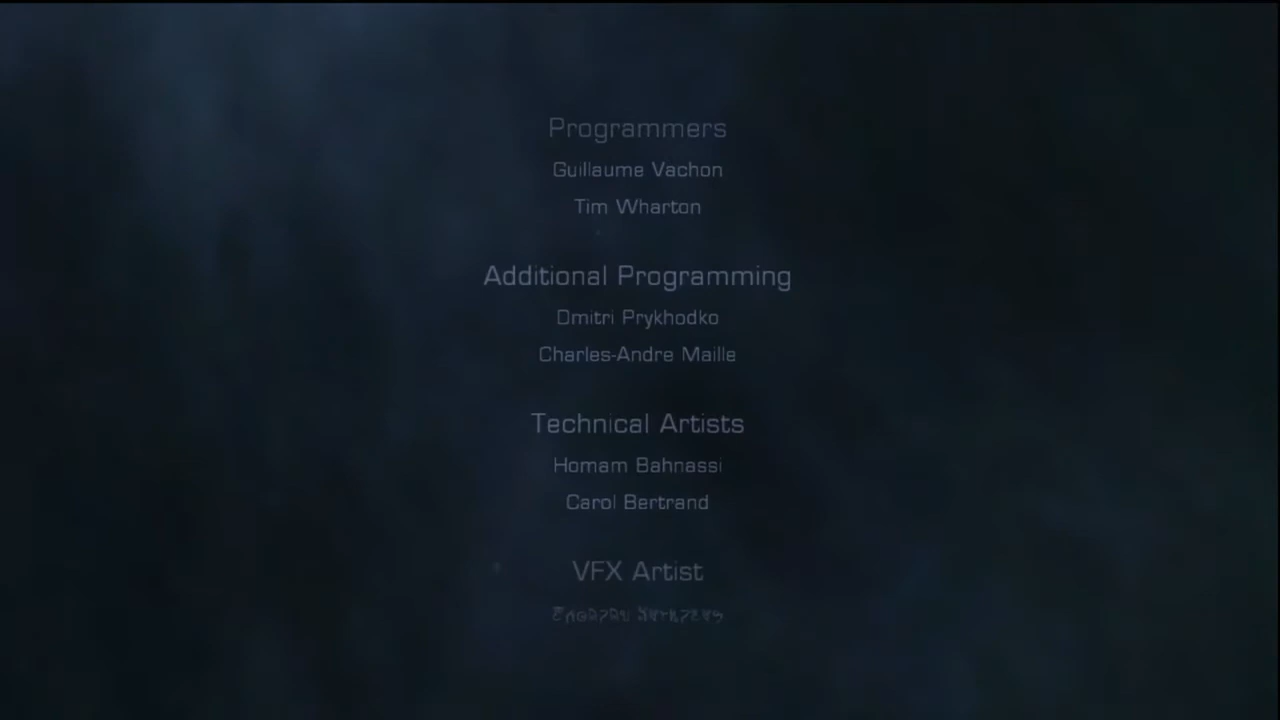 Programmers
Guillaume Vachon
Tim Wharton
Additional Programming
Dmitri Prykhodko
Charles-Andre Maille
Technical Artists
Homam Bahnassi
Carol Bertrand
VFX Artist